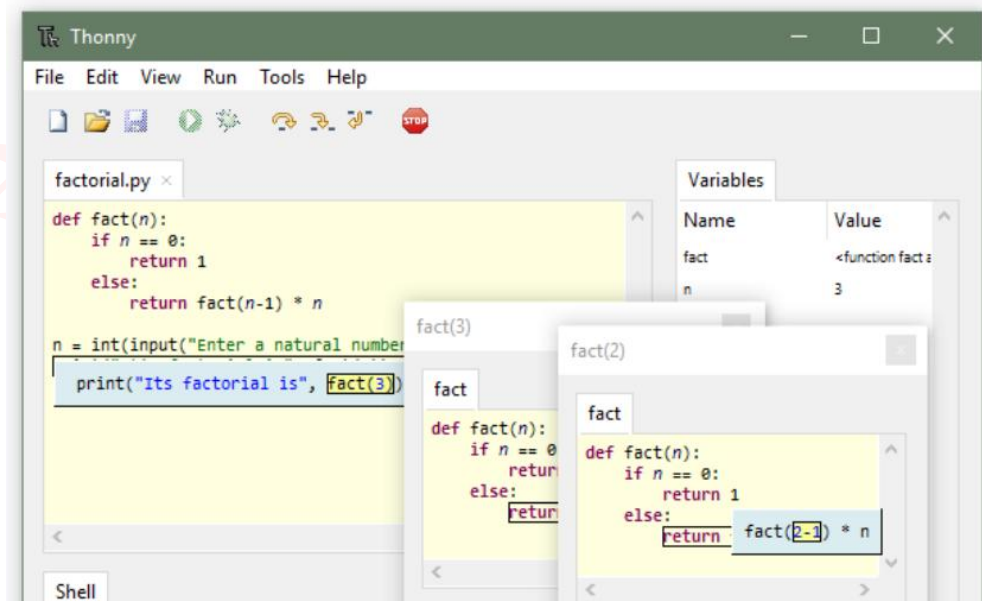 Thonny
File Edit View Run Tools Help
STOP
factorial.py
def fact(n):
    if n == 0:
        return 1
    else:
        return fact(n-1) * n
n = int(input("Enter a natural number
print("Its factorial is", fact(3))
Variables
Name Value
fact <function fact a
n 3
fact(3)
fact
def fact(n):
    if n == 0
        retur
    else:
        retur
fact(2)
fact
def fact(n):
    if n == 0:
        return 1
    else:
        return
fact(2-1) * n
Shell